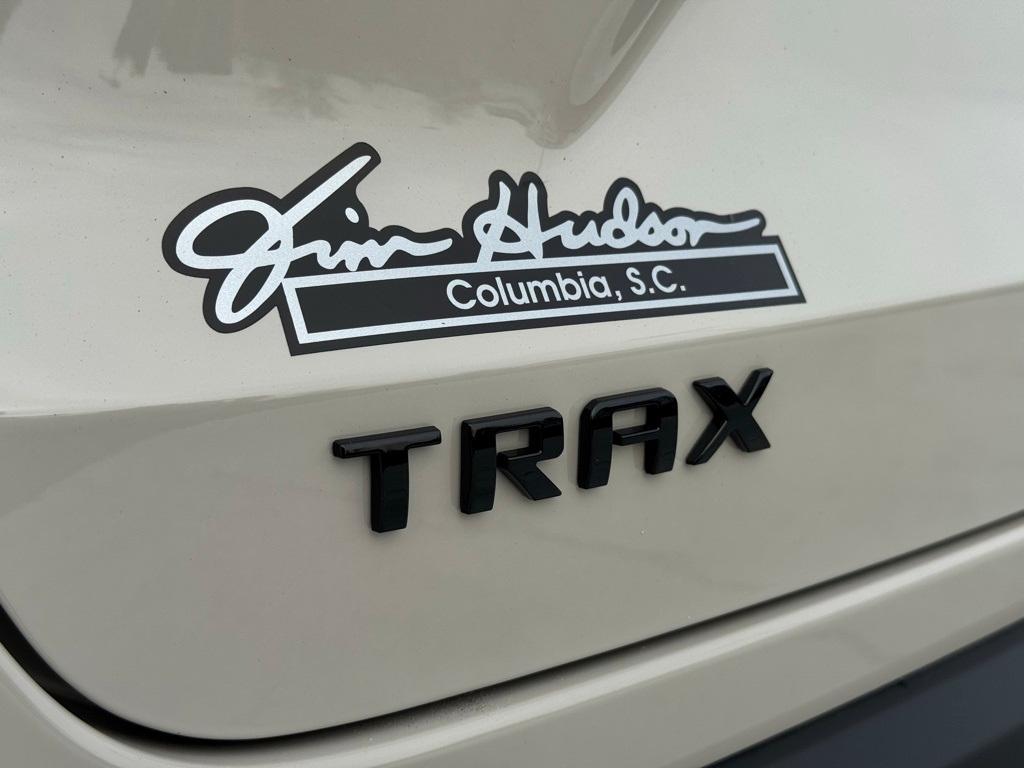 Jim Hudson
Columbia, S.C.
TRAX